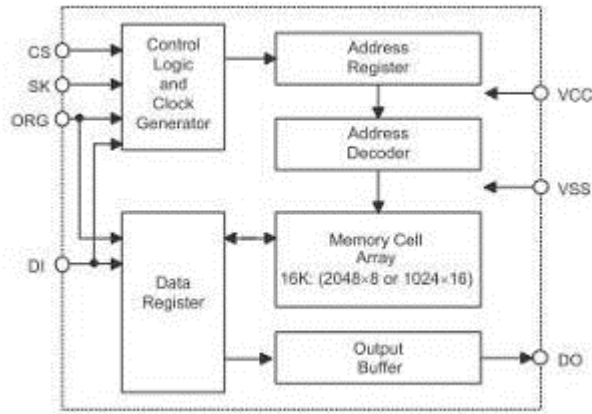 CS
SK
ORG
DI
Control
Logic
and
Clock
Generator
Address
Register
Address
Decoder
VCC
VSS
Data
Register
Memory Cell
Array
16K: (2048×8 or 1024×16)
Output
Buffer
DO